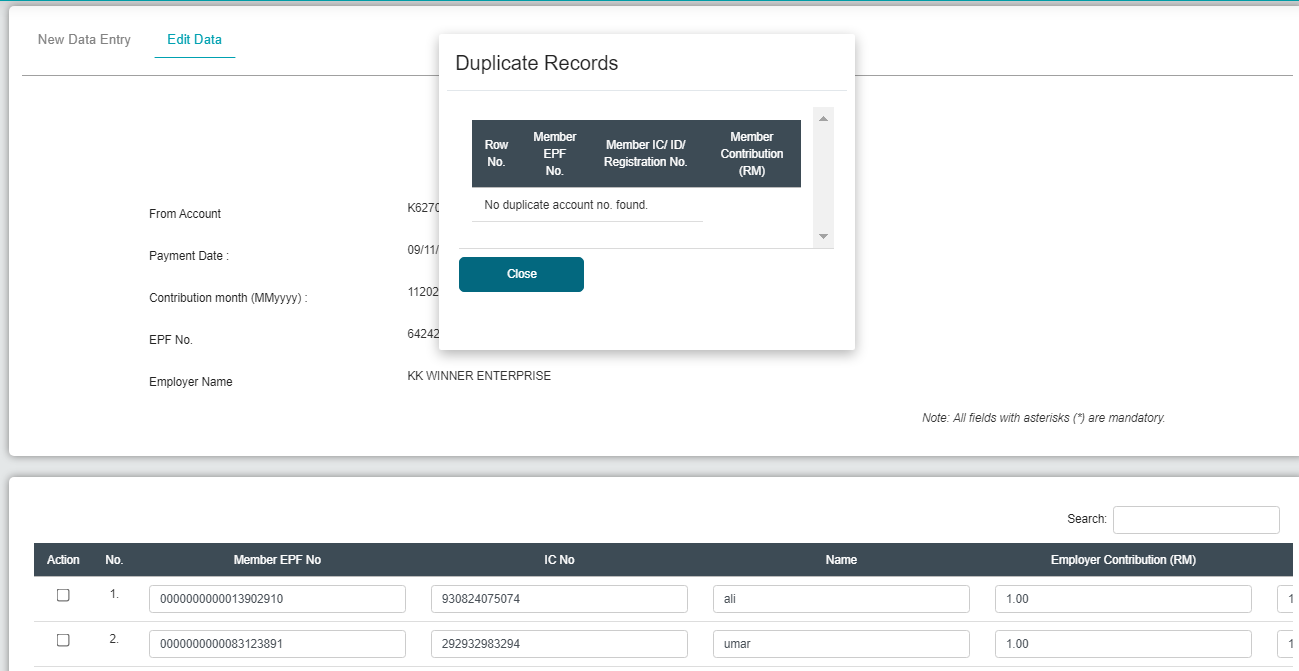 New Data Entry Edit Data
Duplicate Records
Row No. Member EPF No. Member IC/ ID/ Registration No. Member Contribution (RM)
No duplicate account no. found.
Close
From Account K6270
Payment Date : 09/11/
Contribution month (MMyyyy) : 11202
EPF No. 64242
Employer Name KK WINNER ENTERPRISE
Note: All fields with asterisks (*) are mandatory.
Search:
Action No. Member EPF No IC No Name Employer Contribution (RM)
1. 0000000000013902910 930824075074 ali 1.00 1
2. 0000000000083123891 292932983294 umar 1.00 1